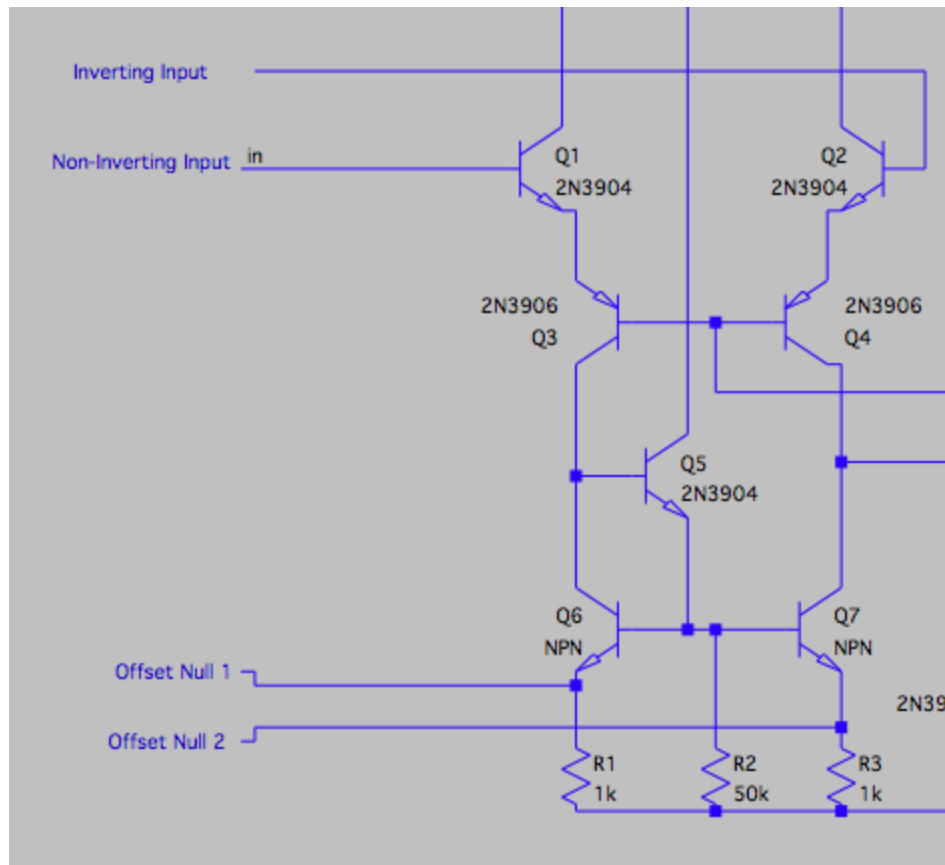 Inverting Input
Non-Inverting Input in
Q1
2N3904
Q2
2N3904
2N3906
Q3
2N3906
Q4
Q5
2N3904
Q6
NPN
Q7
NPN
Offset Null 1
Offset Null 2
2N39
R1
1k
R2
50k
R3
1k